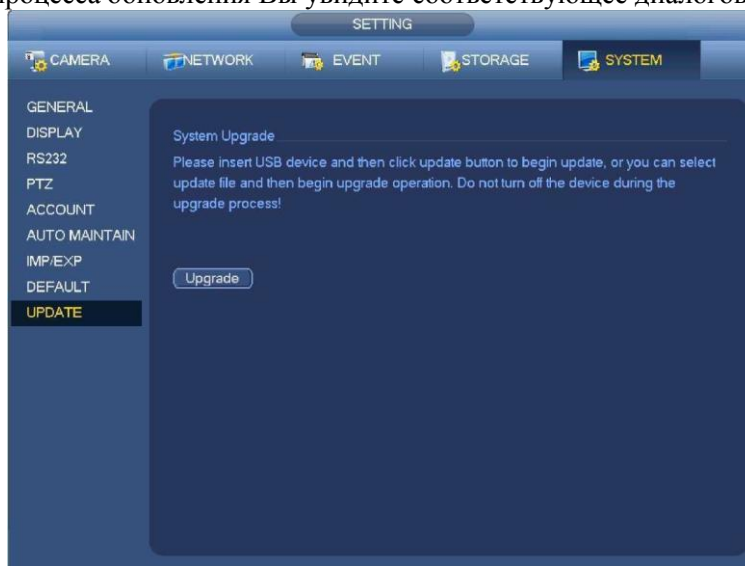 процесса обновления Вы увидите соответствующее диалогов
SETTING
CAMERA NETWORK EVENT STORAGE SYSTEM
GENERAL
DISPLAY
RS232
PTZ
ACCOUNT
AUTO MAINTAIN
IMP/EXP
DEFAULT
UPDATE
System Upgrade
Please insert USB device and then click update button to begin update, or you can select
update file and then begin upgrade operation. Do not turn off the device during the
upgrade process!
Upgrade